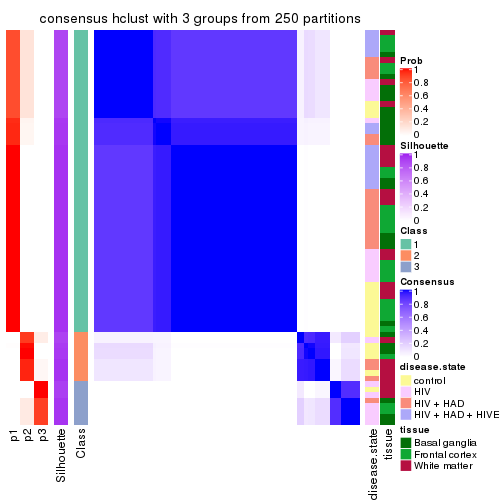 consensus hclust with 3 groups from 250 partitions
Prob
1
0.8
0.6
0.4
0.2
0
Silhouette
1
0.8
0.6
0.4
0.2
0
Class
1
2
3
Consensus
1
0.8
0.6
0.4
0.2
0
disease.state
control
HIV
HIV + HAD
HIV + HAD + HIVE
tissue
Basal ganglia
Frontal cortex
White matter
p1
p2
p3
Silhouette
Class
disease.state
tissue